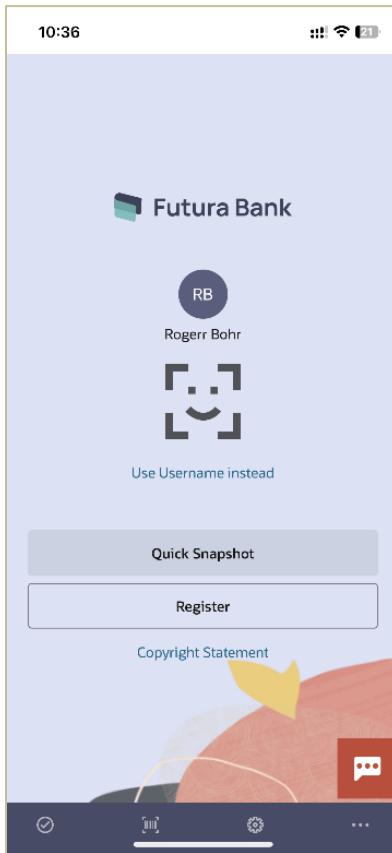 10:36
21
Futura Bank
RB
Rogerr Bohr
Use Username instead
Quick Snapshot
Register
Copyright Statement